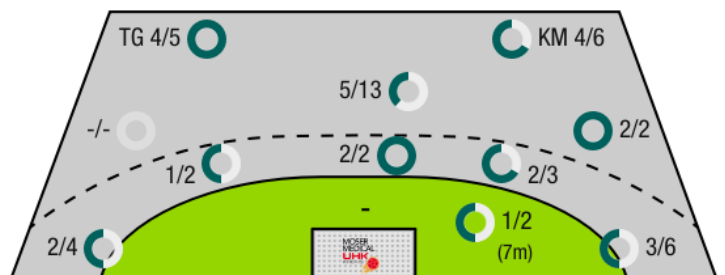 TG 4/5
KM 4/6
5/13
-/-
2/2
1/2
2/2
2/3
-
1/2
(7m)
2/4
3/6
MOSER
MEDICAL
UHK